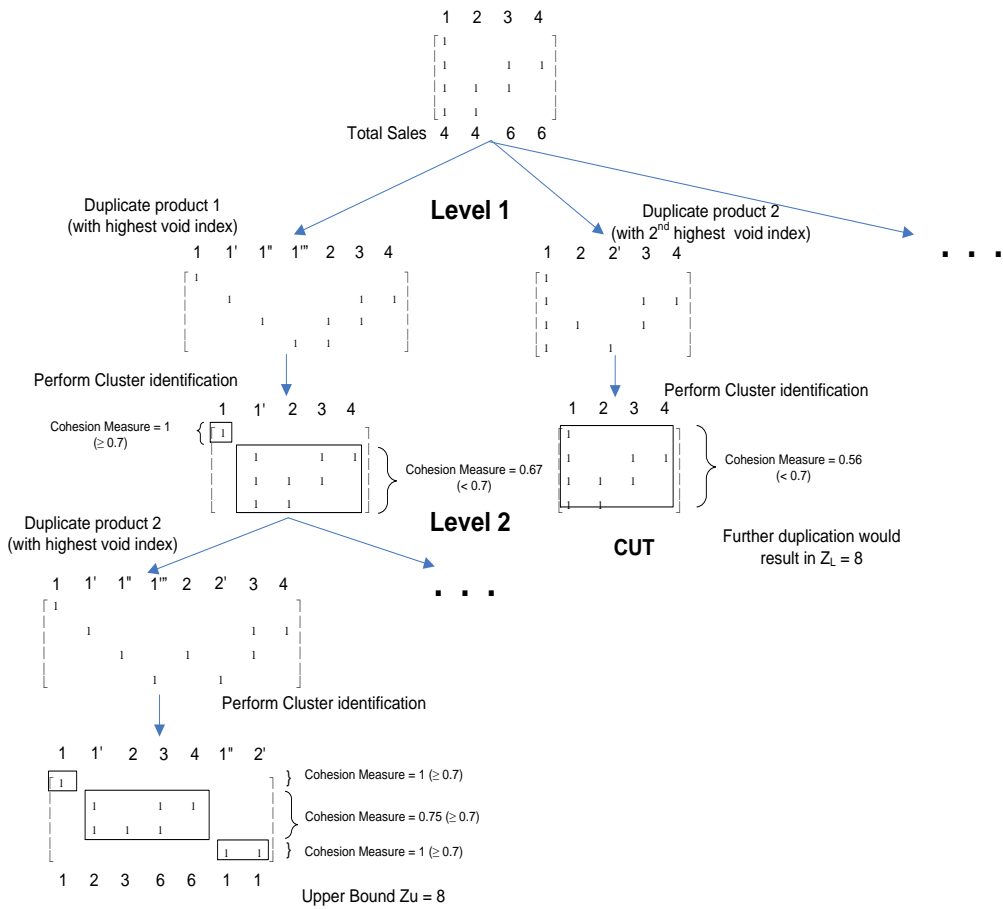 1 2 3 4
1
1 1 1
1 1 1
1 1
Total Sales 4 4 6 6
Level 1
Duplicate product 1
(with highest void index)
1 1' 1" 1"' 2 3 4
1
1 1 1
1 1 1
1 1
Duplicate product 2
(with 2nd highest void index)
1 2 2' 3 4
1
1 1 1
1 1 1
1 1
. . .
Perform Cluster identification
1 1' 2 3 4
Cohesion Measure = 1
(≥ 0.7)
1
1 1 1
1 1 1
1 1
Cohesion Measure = 0.67
(< 0.7)
Perform Cluster identification
1 2 3 4
1
1 1 1
1 1 1
1 1
Cohesion Measure = 0.56
(< 0.7)
CUT
Further duplication would
result in ZL = 8
Level 2
Duplicate product 2
(with highest void index)
. . .
1 1' 1" 1"' 2 2' 3 4
1
1 1 1
1 1 1
1 1
Perform Cluster identification
1 1' 2 3 4 1" 2'
1
} Cohesion Measure = 1 (≥ 0.7)
1 1 1
1 1 1
Cohesion Measure = 0.75 (≥ 0.7)
1 1
} Cohesion Measure = 1 (≥ 0.7)
1 2 3 6 6 1 1
Upper Bound Zu = 8